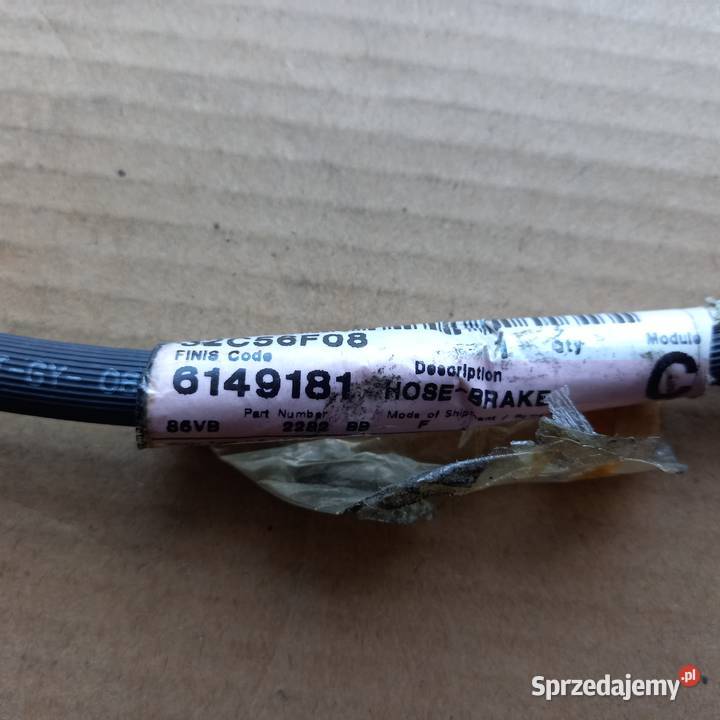 32C56F08
Qty
Module
FINIS Code
Description
C
6149181 HOSE-BRAKE
Part Number
Mode of Ship
86VB 2282 BB F
Sprzedajemy.pl